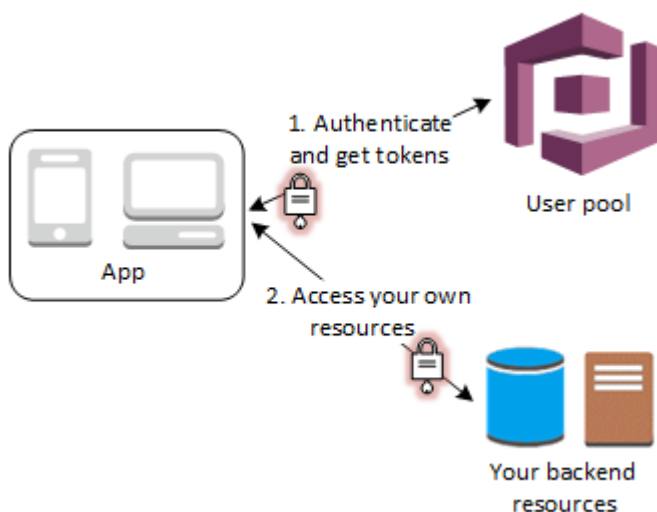 1. Authenticate
and get tokens
User pool
App
2. Access your own
resources
Your backend
resources